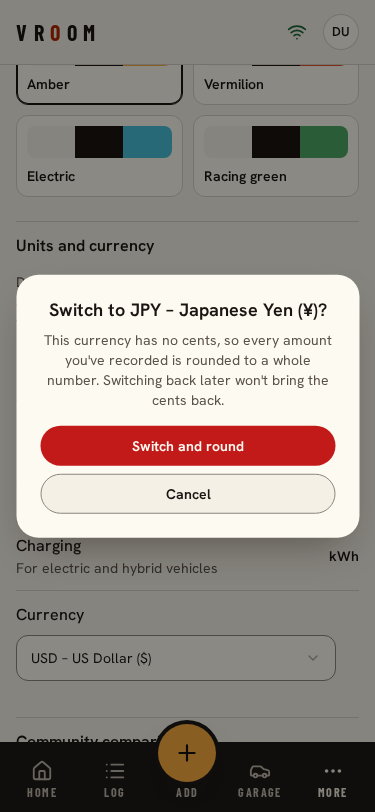 VROOM
DU
Amber
Vermilion
Electric
Racing green
Units and currency
Switch to JPY – Japanese Yen (¥)?
This currency has no cents, so every amount
you've recorded is rounded to a whole
number. Switching back later won't bring the
cents back.
Switch and round
Cancel
Charging
For electric and hybrid vehicles
kWh
Currency
USD – US Dollar ($)
HOME
LOG
ADD
GARAGE
MORE